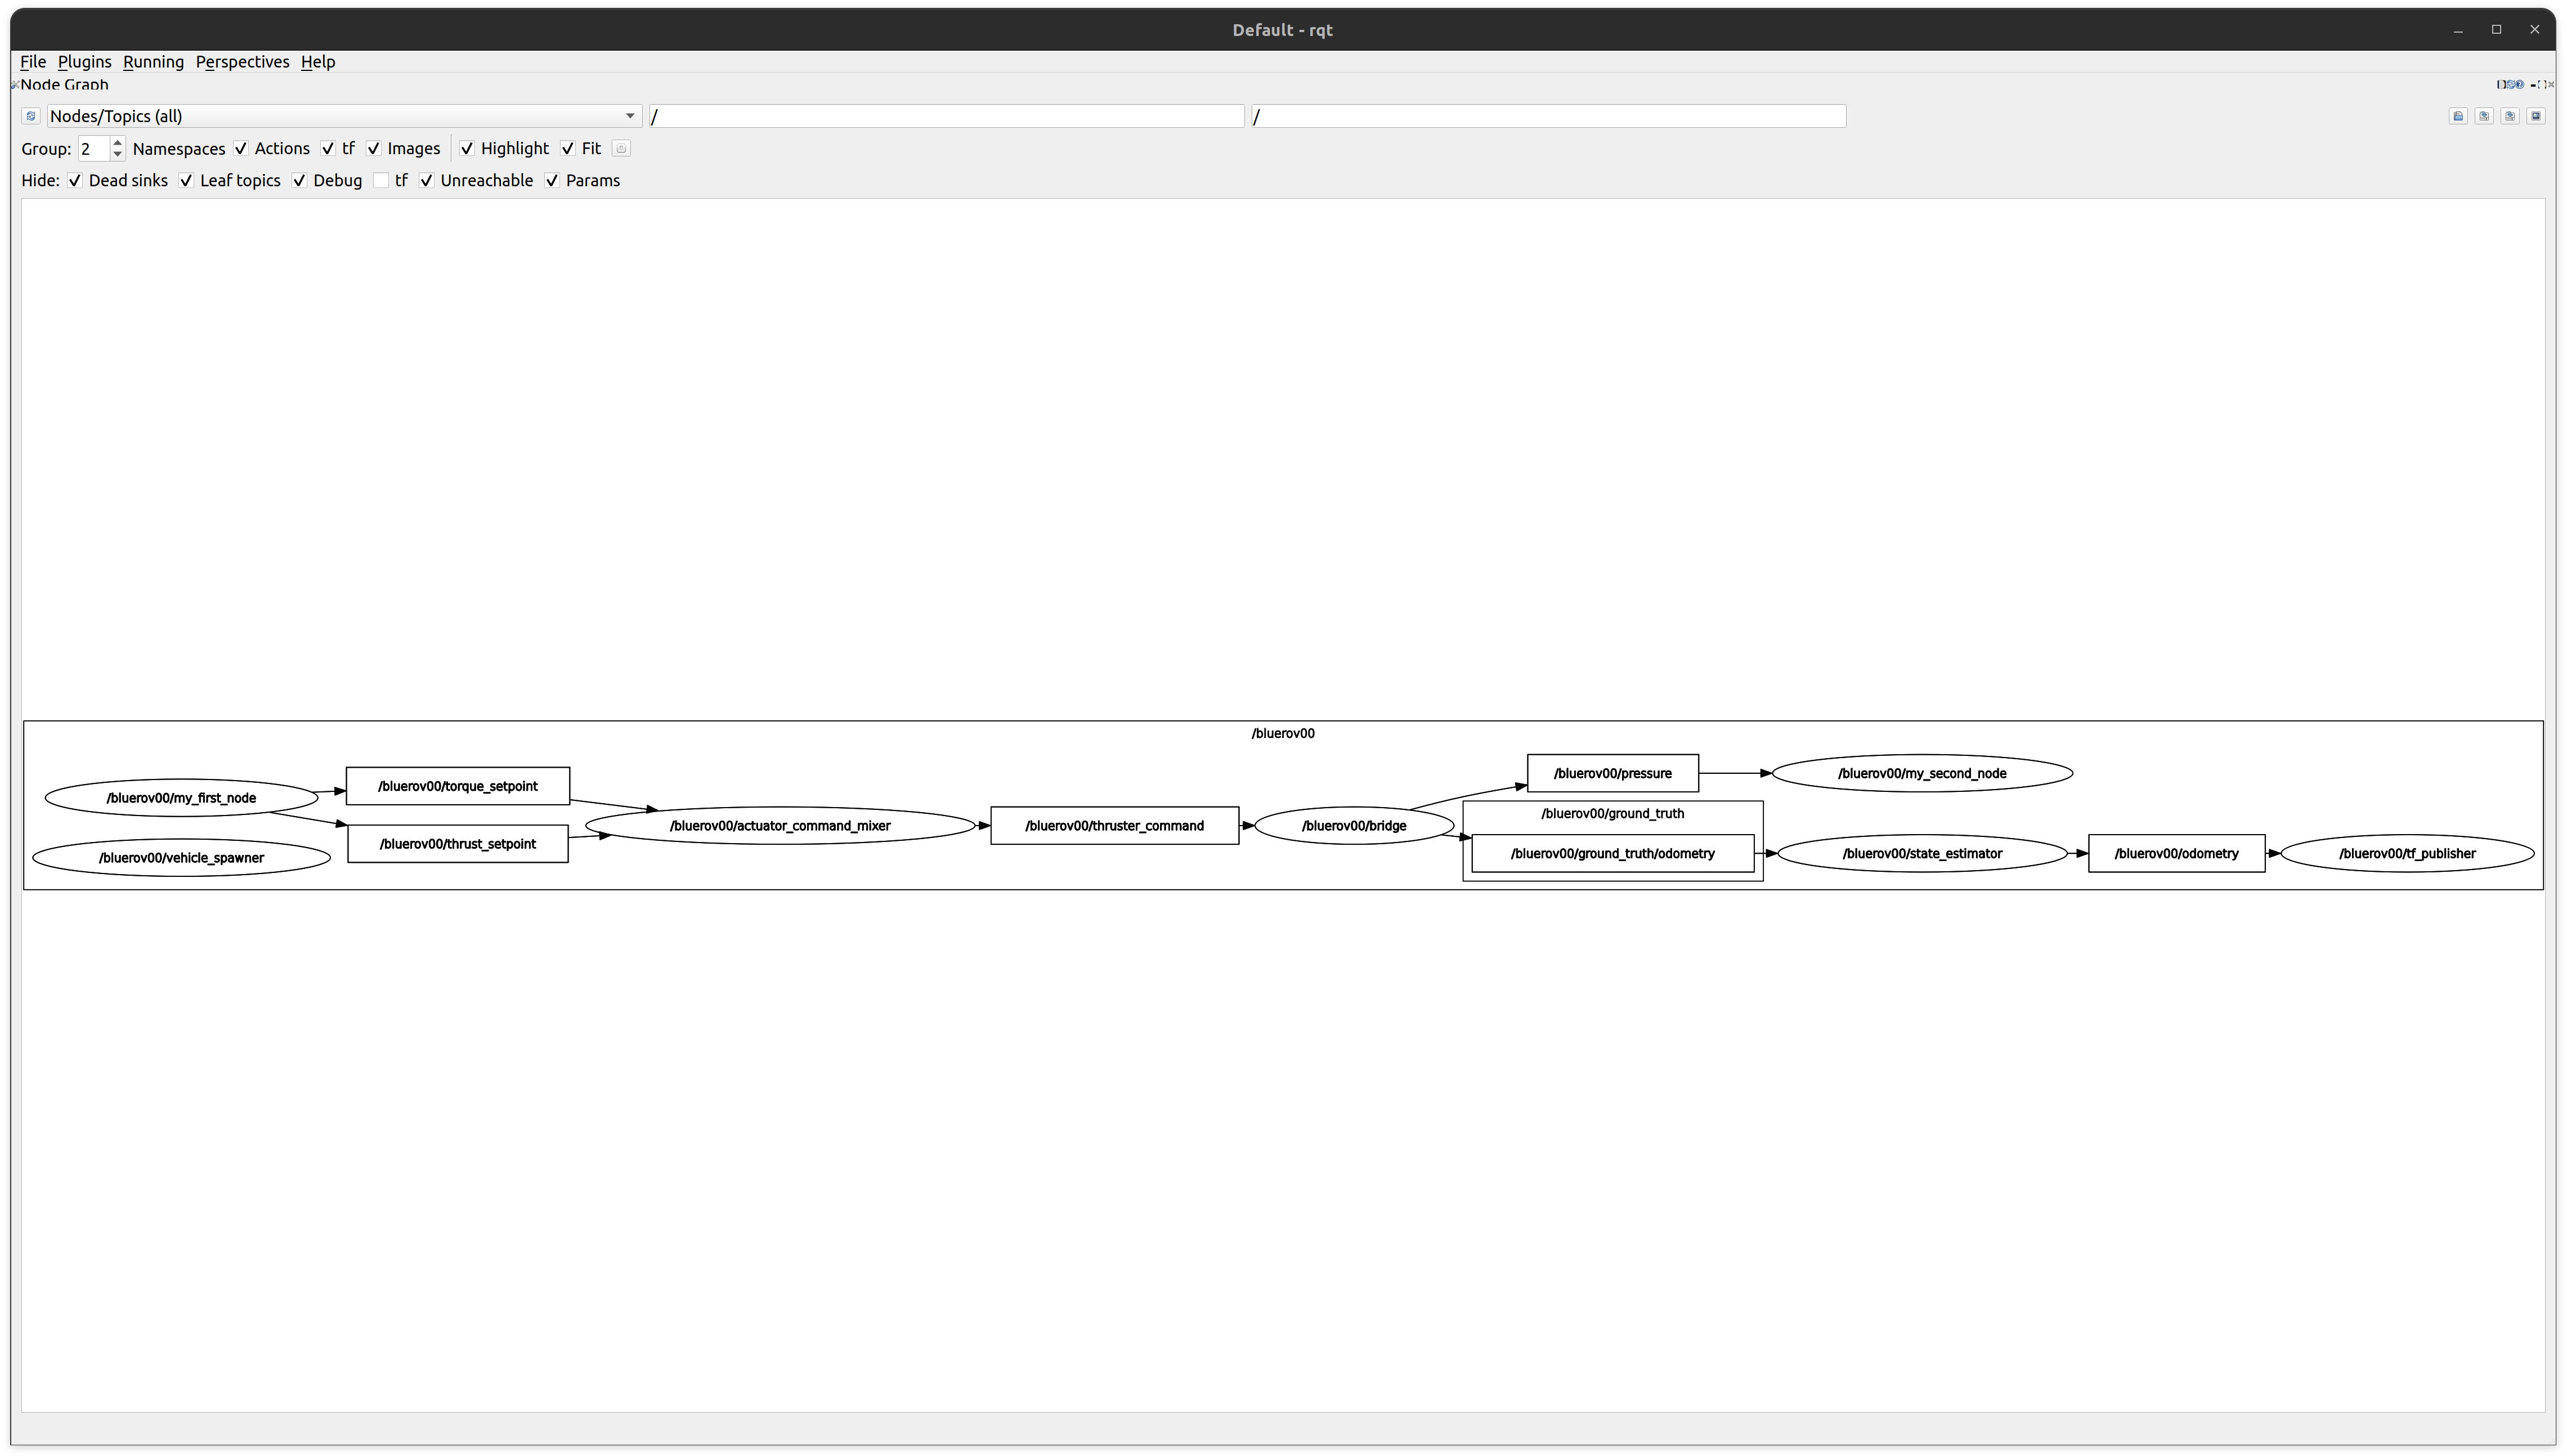 Default - rqt
File Plugins Running Perspectives Help
Node Graph
Nodes/Topics (all) / /
Group: 2 Namespaces Actions tf Images Highlight Fit
Hide: Dead sinks Leaf topics Debug tf Unreachable Params
/bluerov00
/bluerov00/my_first_node
/bluerov00/vehicle_spawner
/bluerov00/torque_setpoint
/bluerov00/thrust_setpoint
/bluerov00/actuator_command_mixer
/bluerov00/thruster_command
/bluerov00/bridge
/bluerov00/pressure
/bluerov00/my_second_node
/bluerov00/ground_truth
/bluerov00/ground_truth/odometry
/bluerov00/state_estimator
/bluerov00/odometry
/bluerov00/tf_publisher